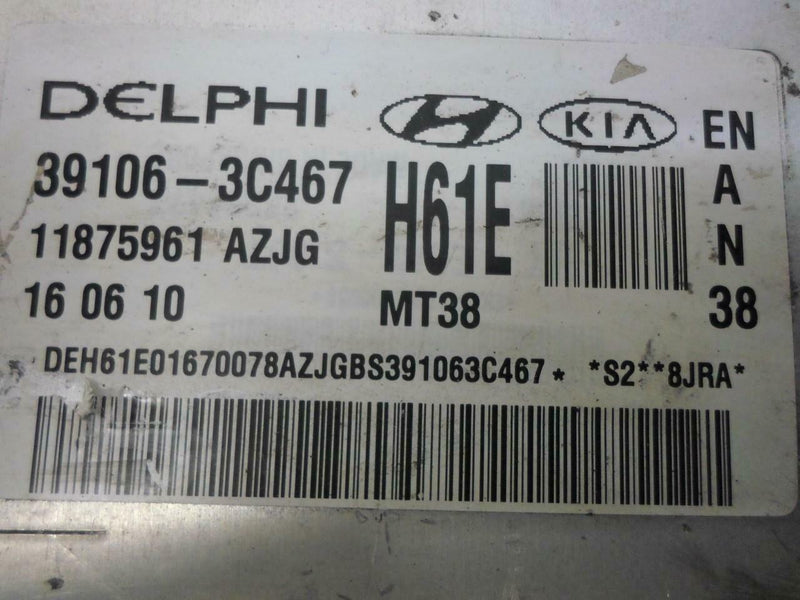 DELPHI H KIA EN
39106-3C467 H61E A
11875961 AZJG N
16 06 10 MT38 38
DEH61E01670078AZJGBS391063C467* *S2**8JRA*